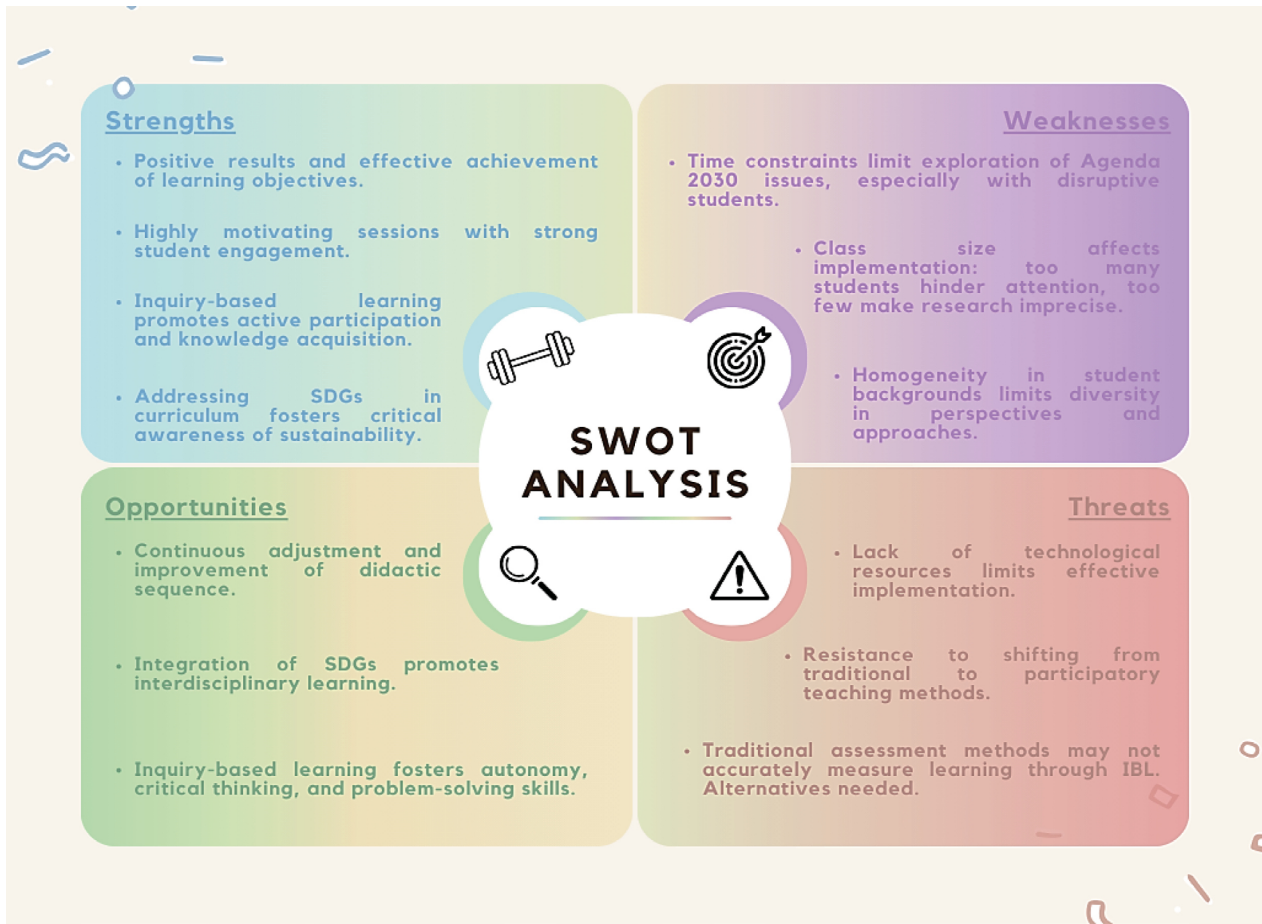 Strengths
• Positive results and effective achievement
of learning objectives.
• Highly motivating sessions with strong
student engagement.
• Inquiry-based learning
promotes active participation
and knowledge acquisition.
• Addressing SDGs in
curriculum fosters critical
awareness of sustainability.
Weaknesses
• Time constraints limit exploration of Agenda
2030 issues, especially with disruptive
students.
• Class size affects
implementation: too many
students hinder attention, too
few make research imprecise.
• Homogeneity in student
backgrounds limits diversity
in perspectives and
approaches.
SWOT
ANALYSIS
Opportunities
• Continuous adjustment and
improvement of didactic
sequence.
• Integration of SDGs promotes
interdisciplinary learning.
• Inquiry-based learning fosters autonomy,
critical thinking, and problem-solving skills.
Threats
• Lack of technological
resources limits effective
implementation.
• Resistance to shifting from
traditional to participatory
teaching methods.
• Traditional assessment methods may not
accurately measure learning through IBL.
Alternatives needed.